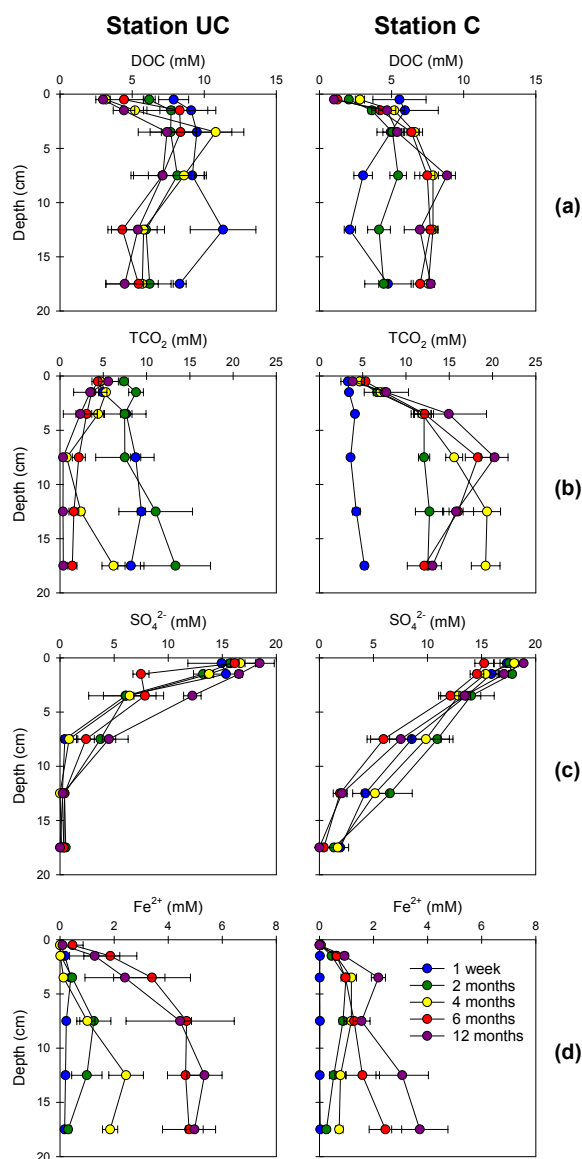 Station UC Station C
DOC (mM) DOC (mM)
0 5 10 15 0 5 10 15
0
5
10
15
20
Depth (cm)
(a)
TCO₂ (mM) TCO₂ (mM)
0 5 10 15 20 25 0 5 10 15 20 25
0
5
10
15
20
Depth (cm)
(b)
SO₄²⁻ (mM) SO₄²⁻ (mM)
0 5 10 15 20 0 5 10 15 20
0
5
10
15
20
Depth (cm)
(c)
Fe²⁺ (mM) Fe²⁺ (mM)
0 2 4 6 8 0 2 4 6 8
0
5
10
15
20
Depth (cm)
1 week
2 months
4 months
6 months
12 months
(d)